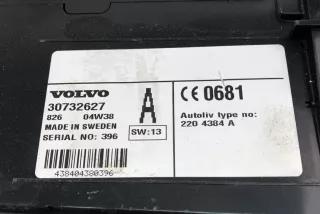 VOLVO
30732627
826 04W38
MADE IN SWEDEN
SERIAL NO: 396
A
SW:13
438404380396
CE 0681
Autoliv type no:
220 4384 A